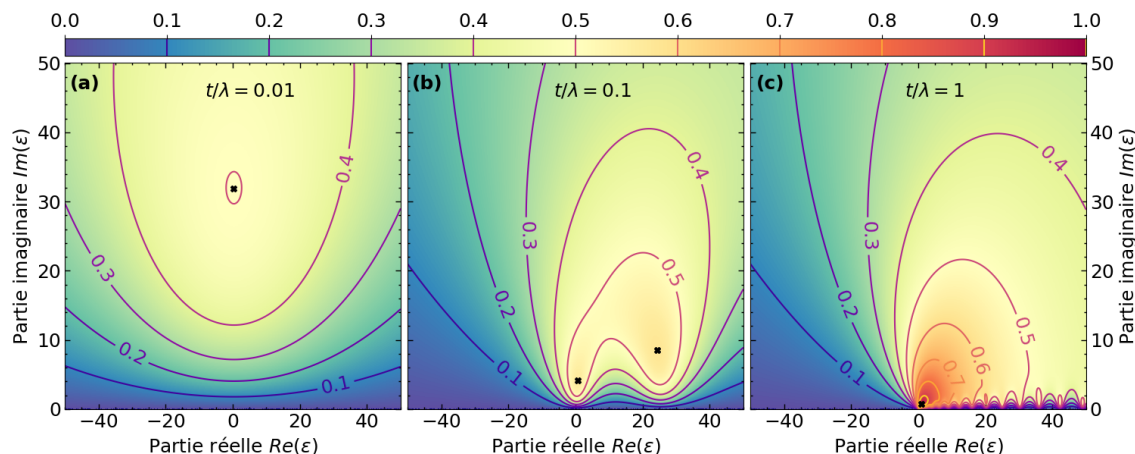 0.0 0.1 0.2 0.3 0.4 0.5 0.6 0.7 0.8 0.9 1.0
(a) t/λ = 0.01
(b) t/λ = 0.1
(c) t/λ = 1
Partie imaginaire Im(ε)
50
40
30
20
10
0
0.4
0.3
0.2
0.1
0.1
0.2
0.3
0.4
0.5
0.1
0.2
0.3
0.4
0.5
0.6
0.7
50
40
30
20
10
0
Partie imaginaire Im(ε)
−40 −20 0 20 40
−40 −20 0 20 40
−40 −20 0 20 40
Partie réelle Re(ε)
Partie réelle Re(ε)
Partie réelle Re(ε)